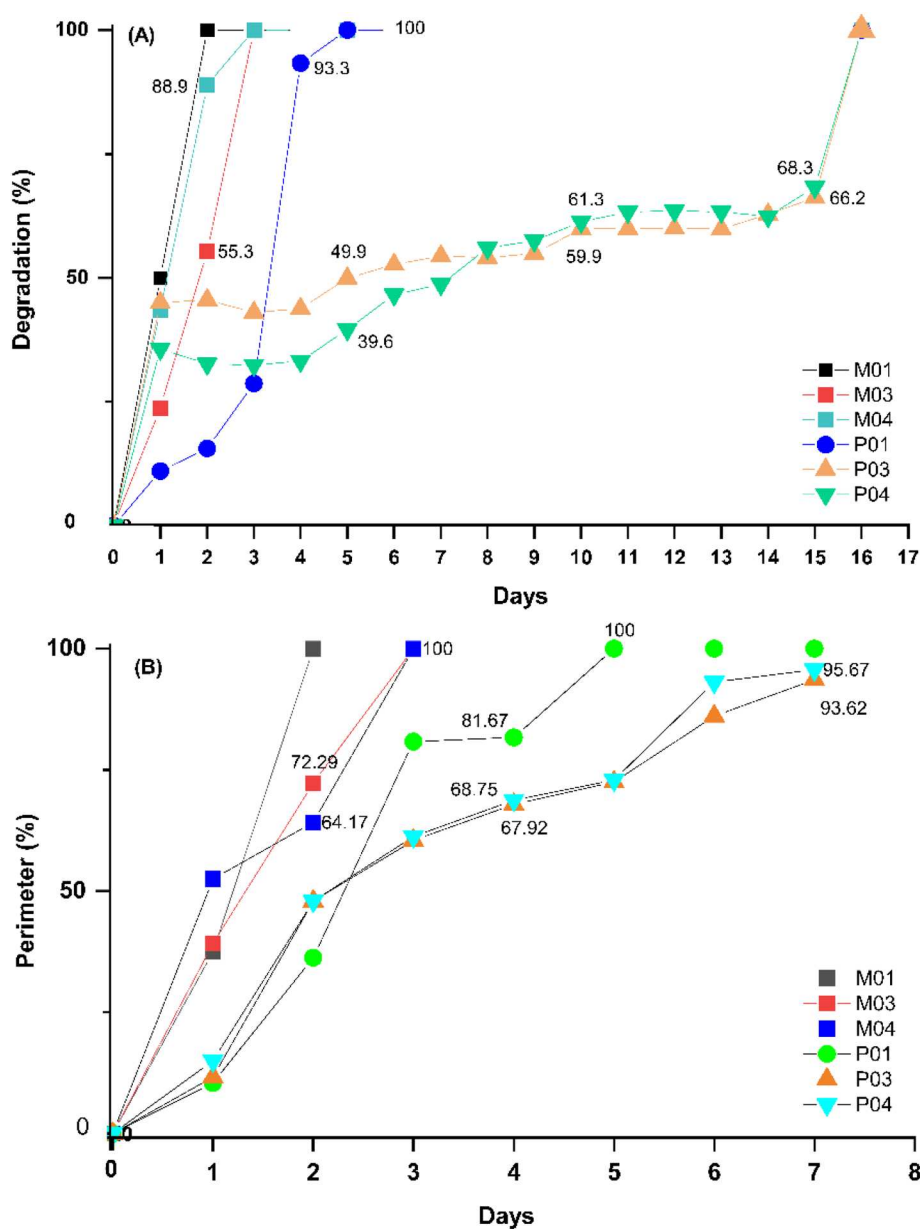 (A)
100
100
88.9
93.3
Degradation (%)
68.3
61.3
66.2
55.3
49.9
59.9
50
39.6
M01
M03
M04
P01
P03
P04
0
0 1 2 3 4 5 6 7 8 9 10 11 12 13 14 15 16 17
Days
100
(B)
100
100
95.67
81.67
93.62
72.29
68.75
64.17
67.92
Perimeter (%)
50
M01
M03
M04
P01
P03
P04
0
0
0 1 2 3 4 5 6 7 8
Days